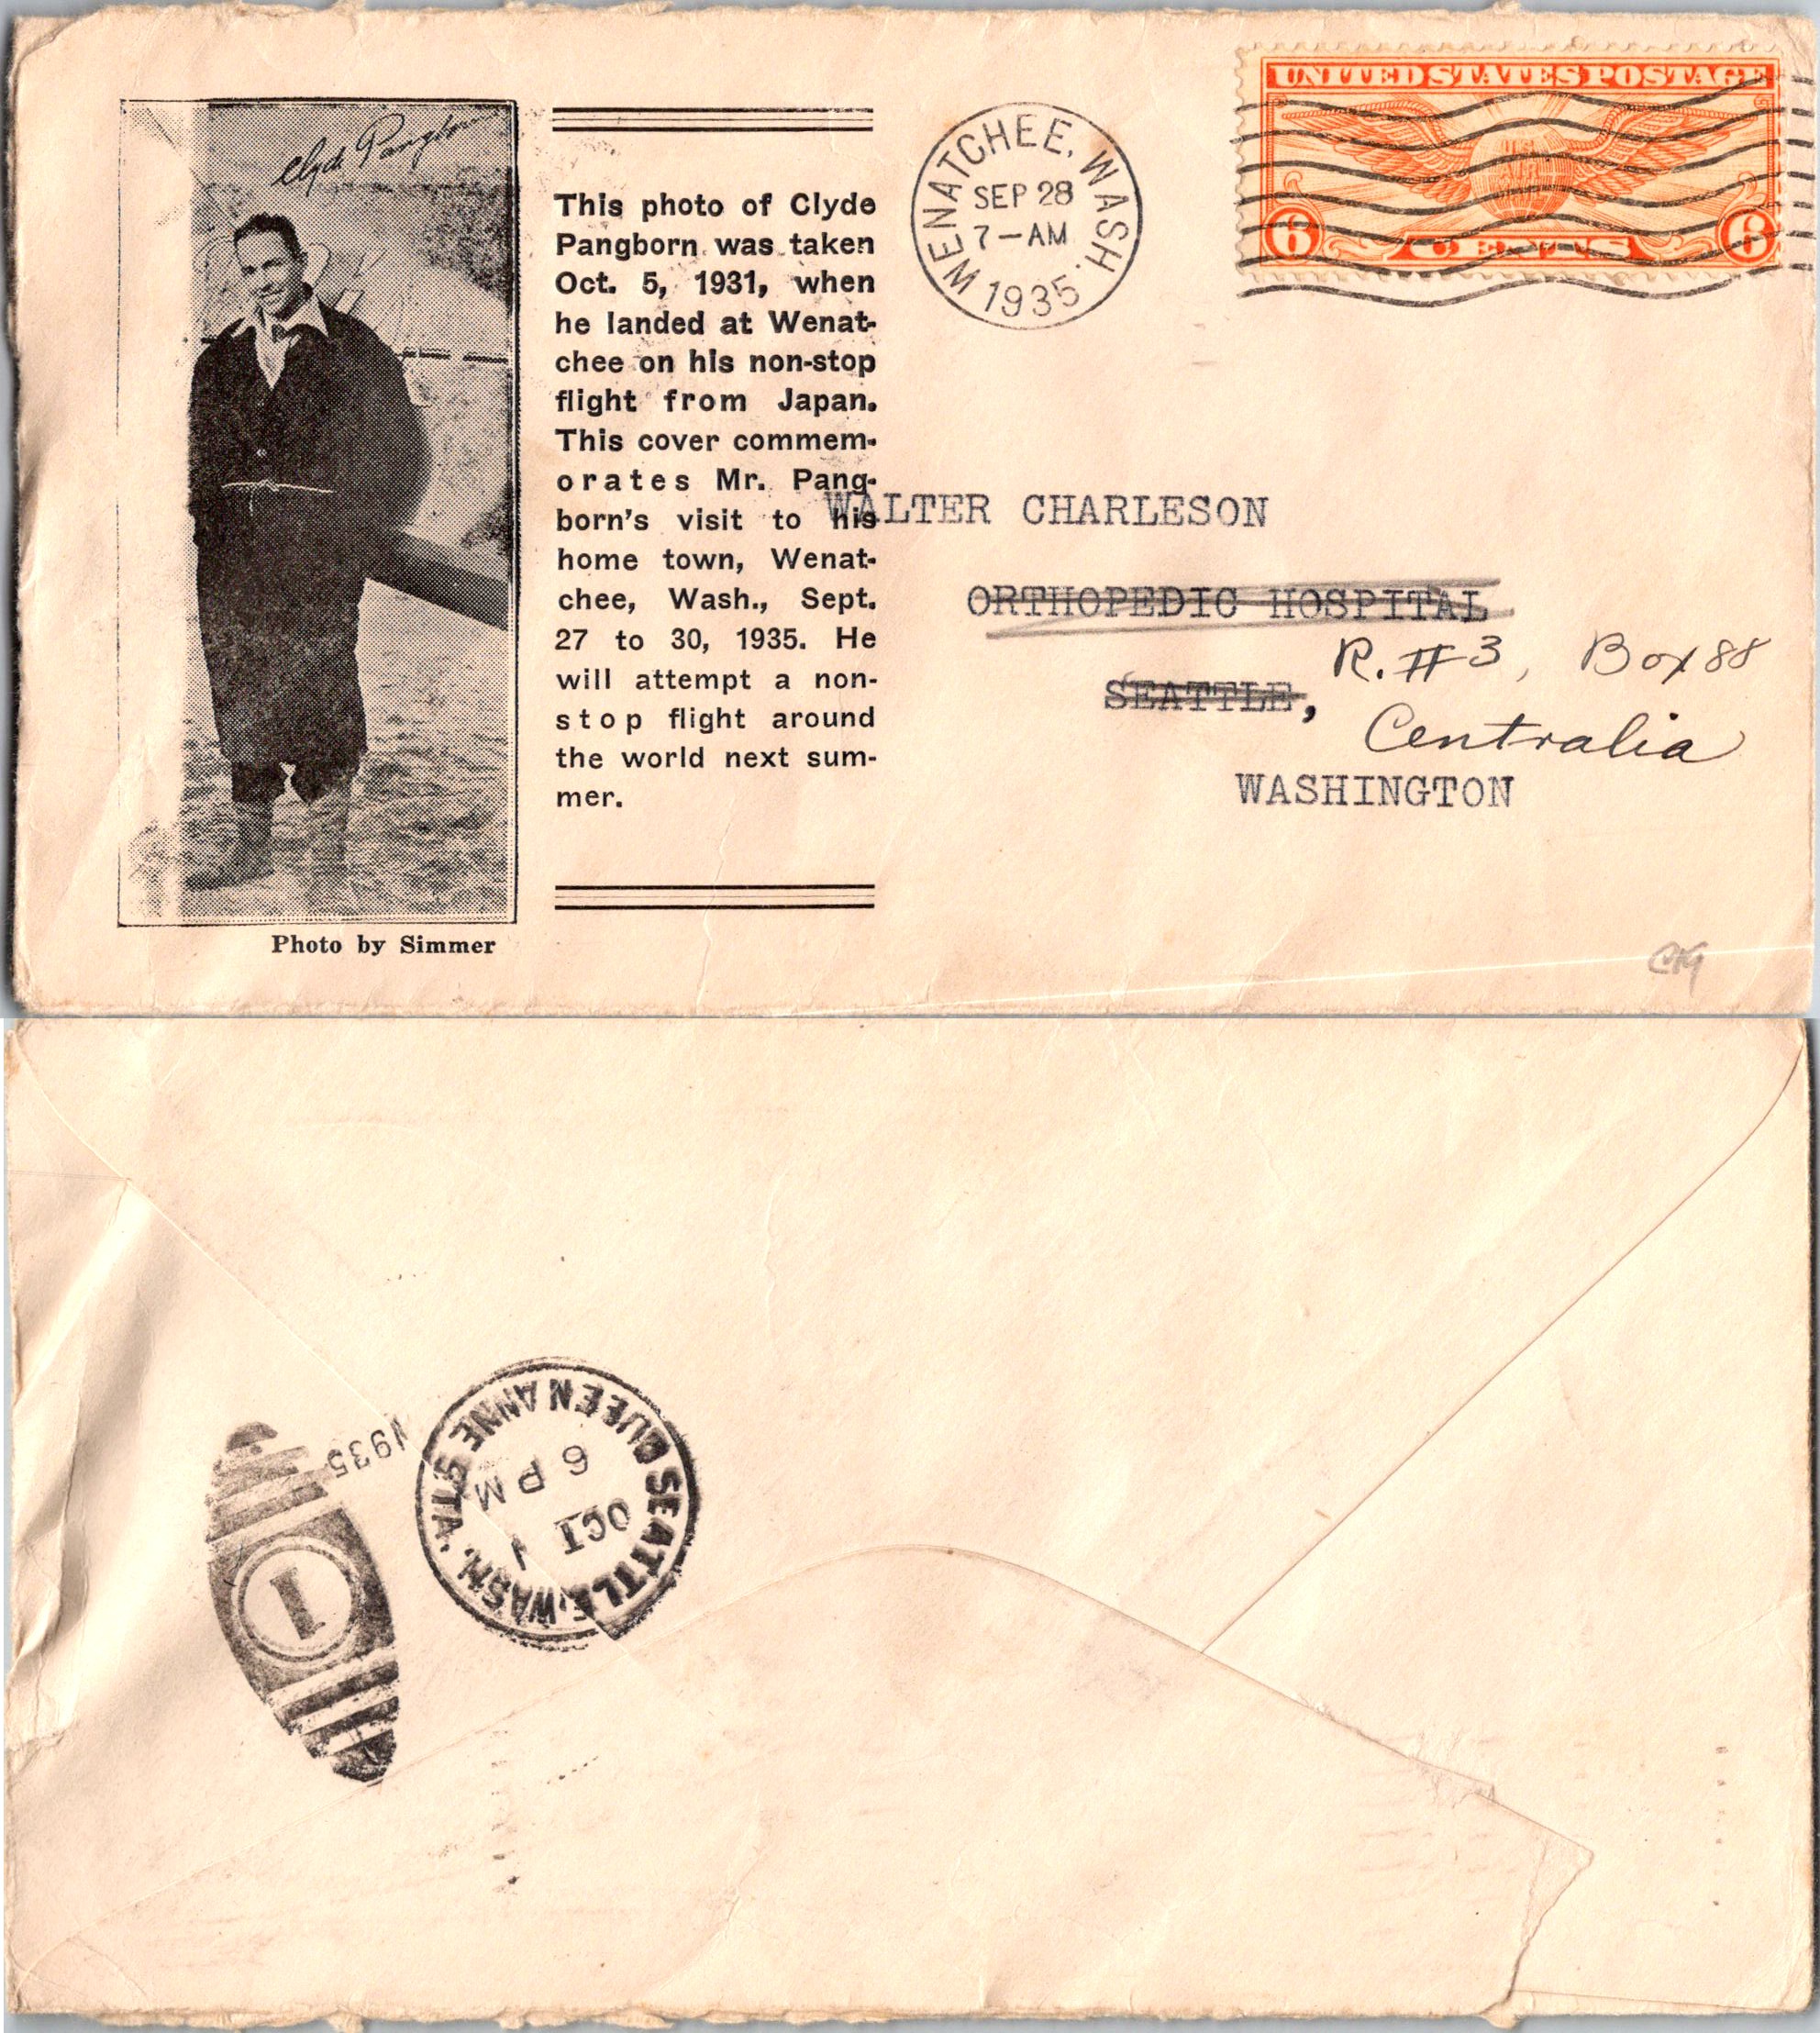 Clyde Pangborn
This photo of Clyde
Pangborn was taken
Oct. 5, 1931, when
he landed at Wenat-
chee on his non-stop
flight from Japan.
This cover commem-
orates Mr. Pang-
born's visit to his
home town, Wenat-
chee, Wash., Sept.
27 to 30, 1935. He
will attempt a non-
stop flight around
the world next sum-
mer.
Photo by Simmer
WENATCHEE, WASH.
SEP 28
7-AM
1935
UNITED STATES POSTAGE
U.S.
AIR
MAIL
6 CENTS 6
WALTER CHARLESON
ORTHOPEDIC HOSPITAL
R. #3, Box 88
SEATTLE,
Centralia
WASHINGTON
SEATTLE, WASH.
QUEEN ANNE STA.
OCT 1
6 PM
1935
1